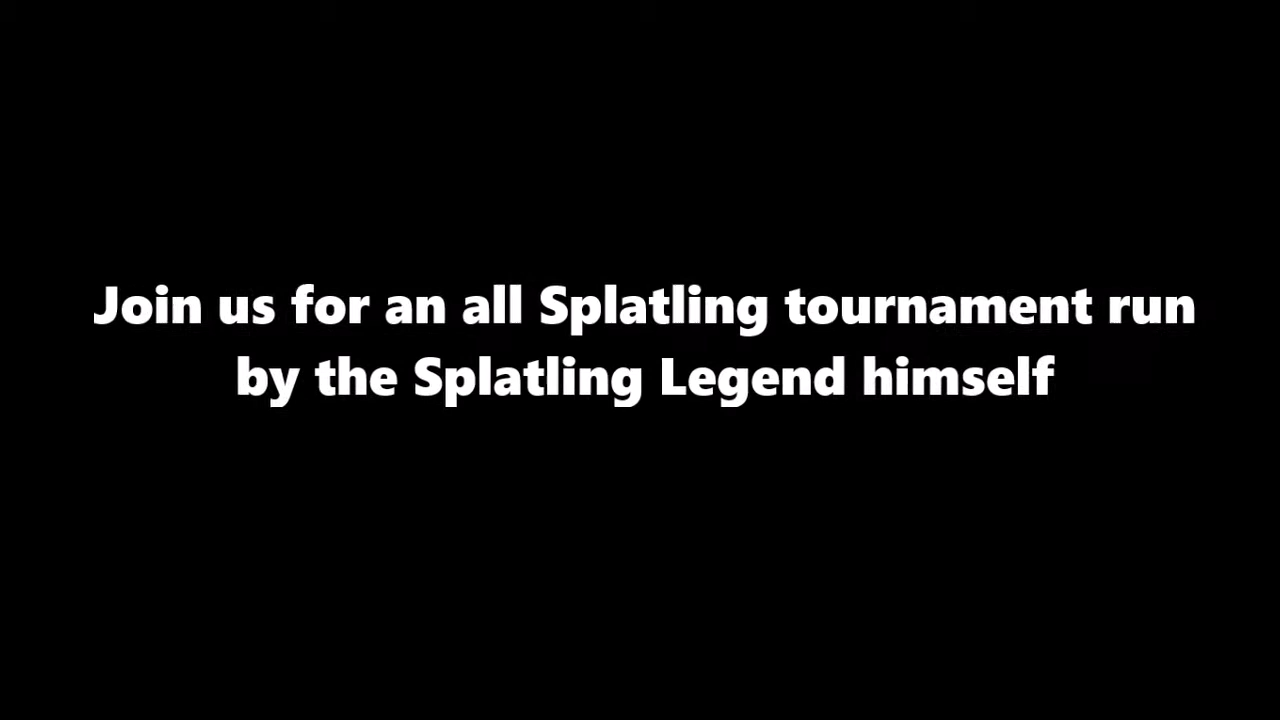 Join us for an all Splatling tournament run
by the Splatling Legend himself